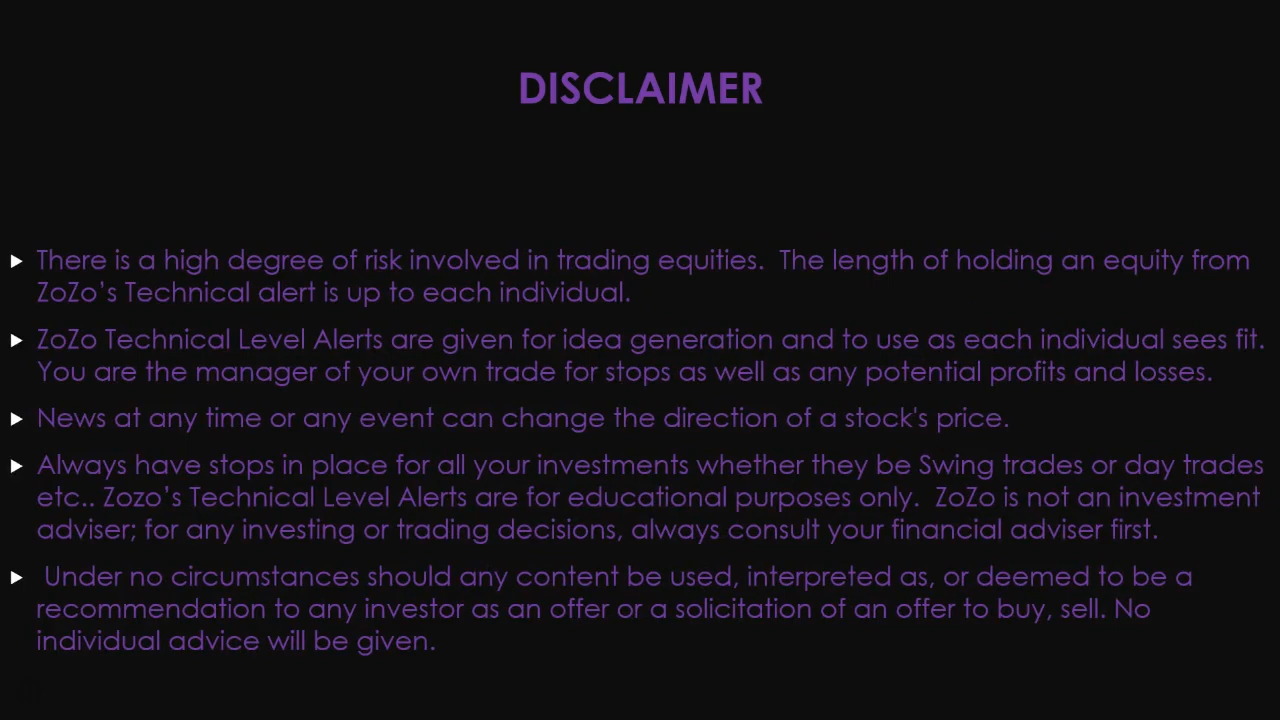 DISCLAIMER
There is a high degree of risk involved in trading equities.  The length of holding an equity from
ZoZo’s Technical alert is up to each individual.
ZoZo Technical Level Alerts are given for idea generation and to use as each individual sees fit.
You are the manager of your own trade for stops as well as any potential profits and losses.
News at any time or any event can change the direction of a stock's price.
Always have stops in place for all your investments whether they be Swing trades or day trades
etc.. Zozo’s Technical Level Alerts are for educational purposes only.  ZoZo is not an investment
adviser; for any investing or trading decisions, always consult your financial adviser first.
Under no circumstances should any content be used, interpreted as, or deemed to be a
recommendation to any investor as an offer or a solicitation of an offer to buy, sell. No
individual advice will be given.